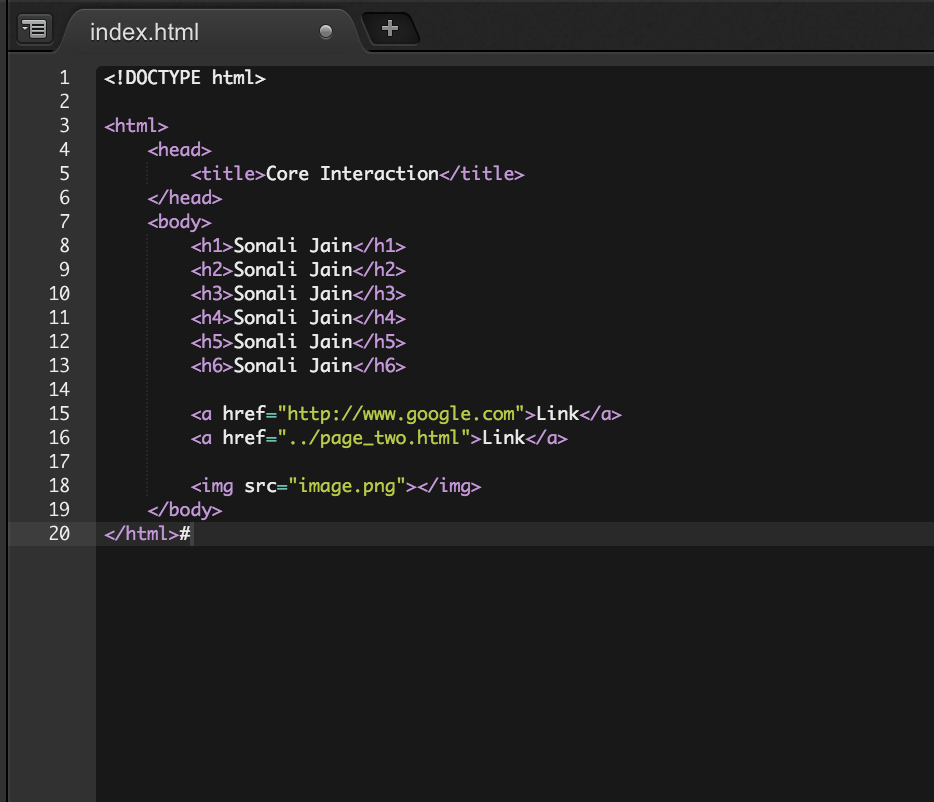 index.html
1 <!DOCTYPE html>
2
3 <html>
4     <head>
5         <title>Core Interaction</title>
6     </head>
7     <body>
8         <h1>Sonali Jain</h1>
9         <h2>Sonali Jain</h2>
10         <h3>Sonali Jain</h3>
11         <h4>Sonali Jain</h4>
12         <h5>Sonali Jain</h5>
13         <h6>Sonali Jain</h6>
14
15         <a href="http://www.google.com">Link</a>
16         <a href="../page_two.html">Link</a>
17
18         <img src="image.png"></img>
19     </body>
20 </html>#